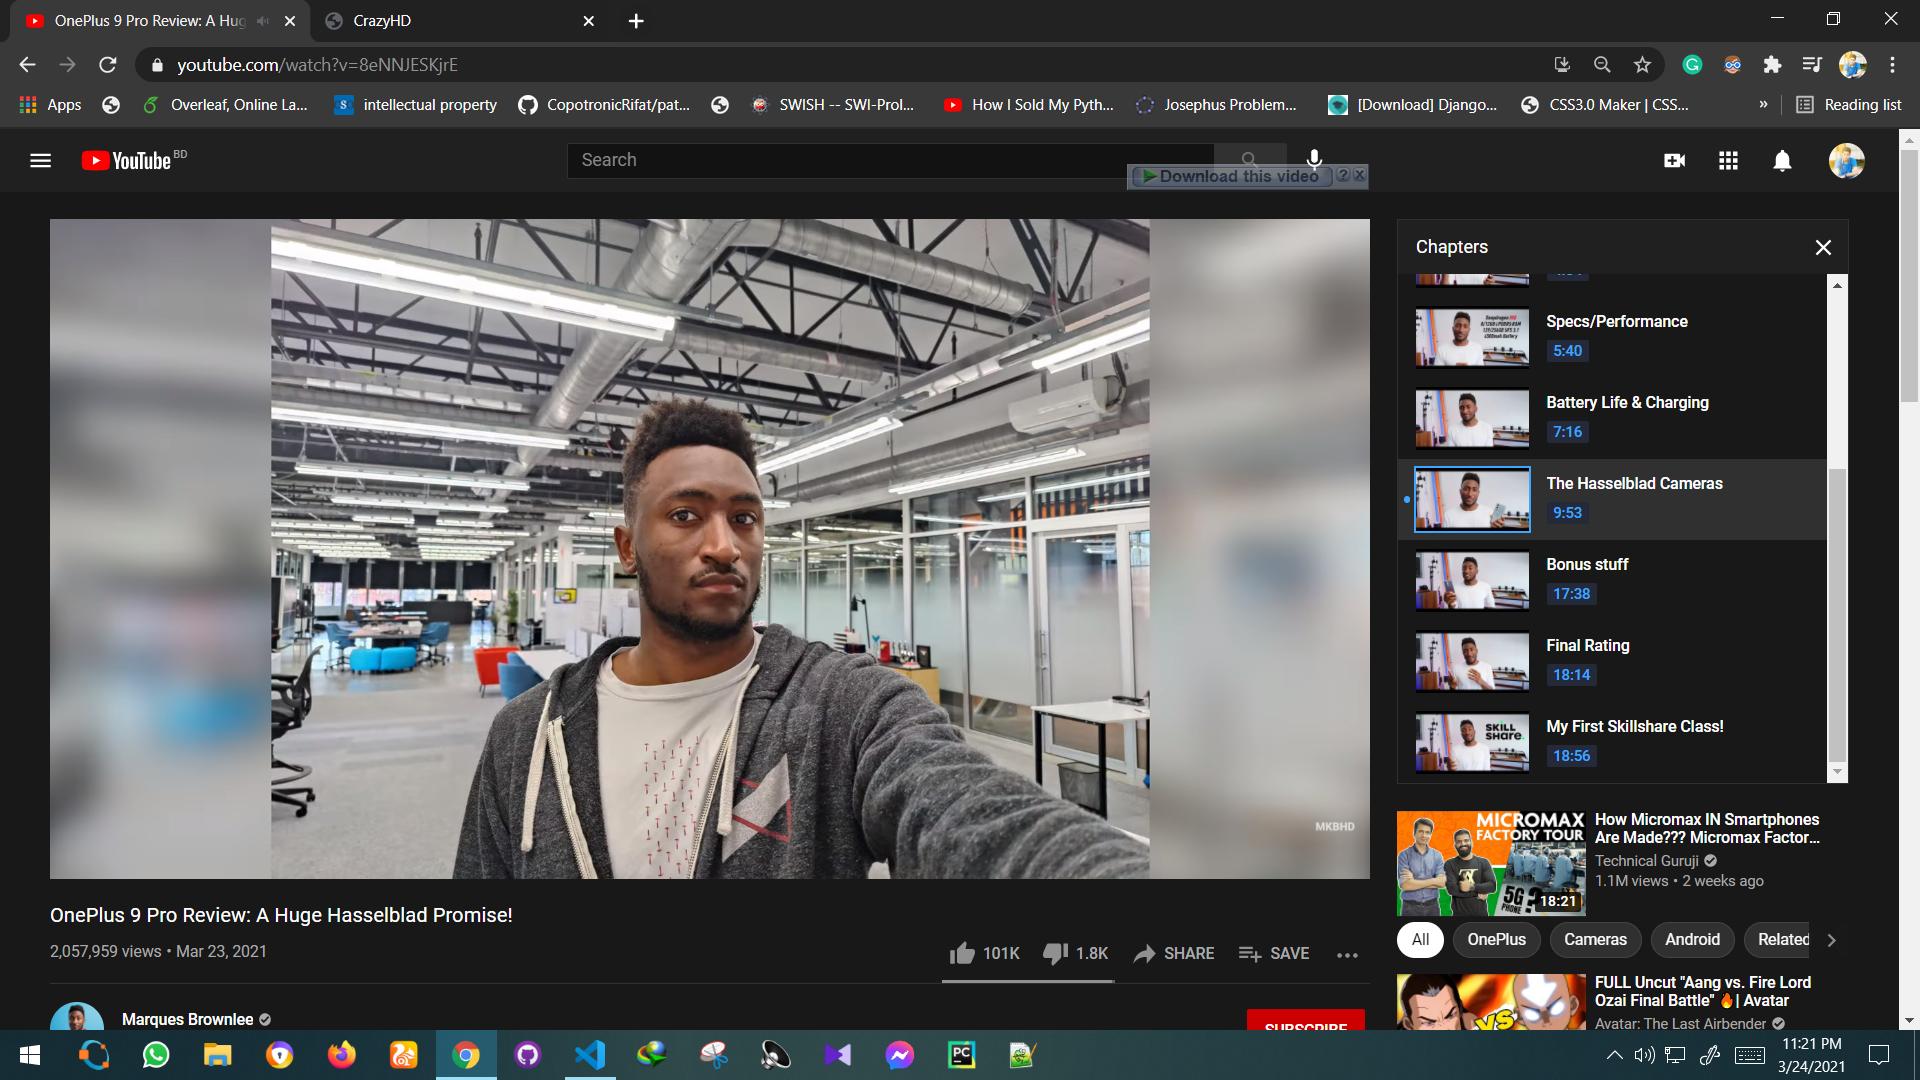 OnePlus 9 Pro Review: A Hug
CrazyHD
youtube.com/watch?v=8eNNJESKjrE
Apps
Overleaf, Online La...
intellectual property
CopotronicRifat/pat...
SWISH -- SWI-Prol...
How I Sold My Pyth...
Josephus Problem...
[Download] Django...
CSS3.0 Maker | CSS...
»
Reading list
YouTube BD
Search
Download this video
Chapters
Specs/Performance
5:40
Battery Life & Charging
7:16
The Hasselblad Cameras
9:53
Bonus stuff
17:38
Final Rating
18:14
SKILL
SHARE.
My First Skillshare Class!
18:56
MKBHD
OnePlus 9 Pro Review: A Huge Hasselblad Promise!
2,057,959 views • Mar 23, 2021
101K
1.8K
SHARE
SAVE
Marques Brownlee
SUBSCRIBE
MICROMAX
FACTORY TOUR
5G ?
PHONE
18:21
How Micromax IN Smartphones
Are Made??? Micromax Factor...
Technical Guruji
1.1M views • 2 weeks ago
All
OnePlus
Cameras
Android
Related
VS
FULL Uncut "Aang vs. Fire Lord
Ozai Final Battle" 🔥| Avatar
Avatar: The Last Airbender
PC
11:21 PM
3/24/2021